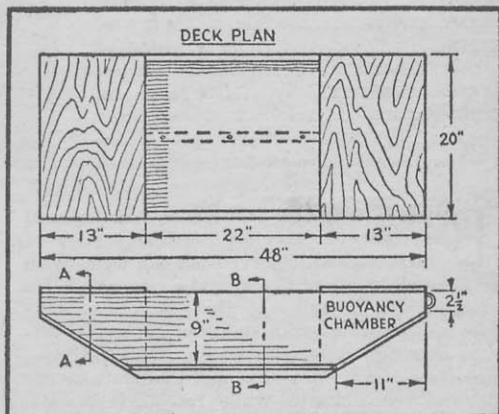 DECK PLAN
20"
13" 22" 13"
48"
A B
9" BUOYANCY CHAMBER 2½"
A B 11"